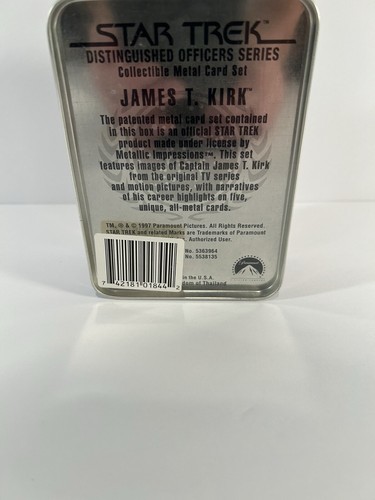 STAR TREK
DISTINGUISHED OFFICERS SERIES
Collectible Metal Card Set
JAMES T. KIRK™
The patented metal card set contained
in this box is an official STAR TREK
product made under license by
Metallic Impressions™. This set
features images of Captain James T. Kirk
from the original TV series
and motion pictures, with narratives
of his career highlights on five,
unique, all-metal cards.
TM, ® & © 1997 Paramount Pictures. All Rights Reserved.
STAR TREK and related Marks are Trademarks of Paramount
Authorized User.
No. 5363964
No. 5538135
in the U.S.A.
of Thailand
Paramount
7 42181 01844 2